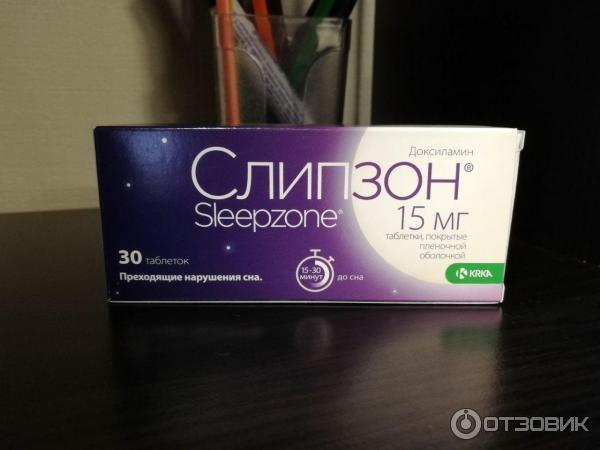 Доксиламин
Слипзон®
Sleepzone®
15 мг
таблетки, покрытые
пленочной
оболочкой
30 таблеток
Преходящие нарушения сна.
15-30
минут
до сна
KRKA
ОТЗОВИК